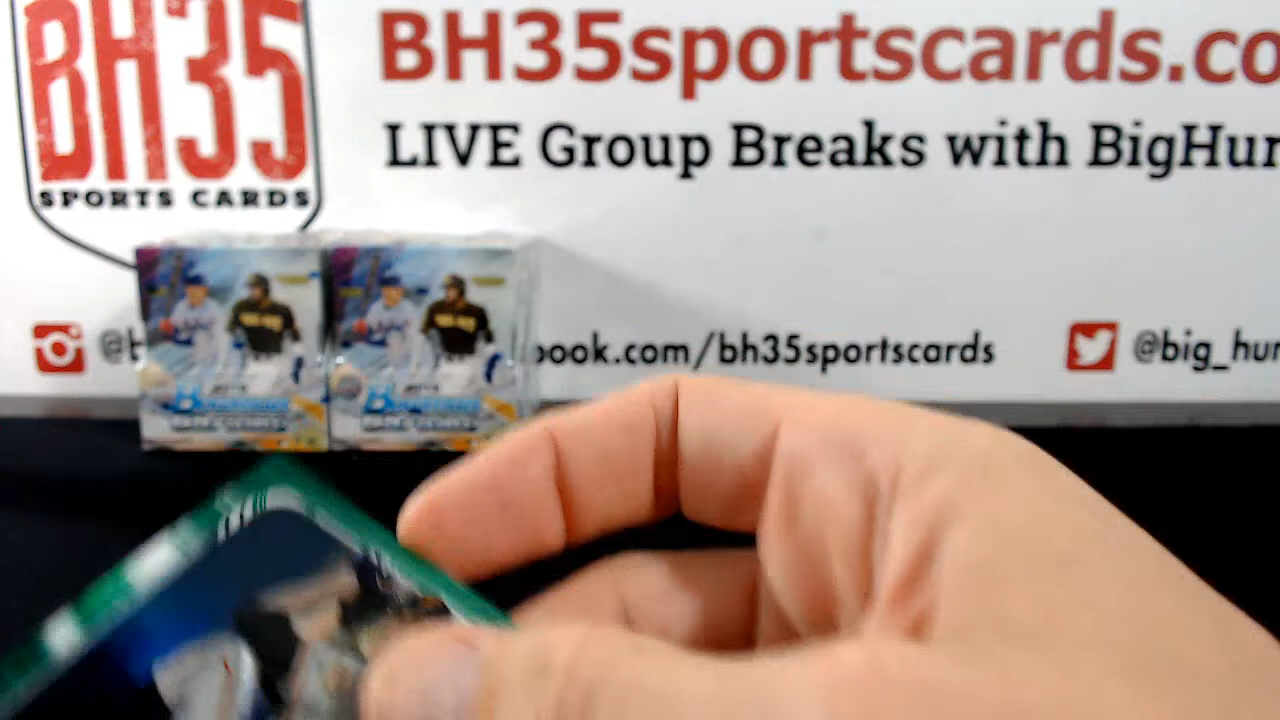 BH35
SPORTS CARDS
BH35sportscards.co
LIVE Group Breaks with BigHur
@b
book.com/bh35sportscards
@big_hur